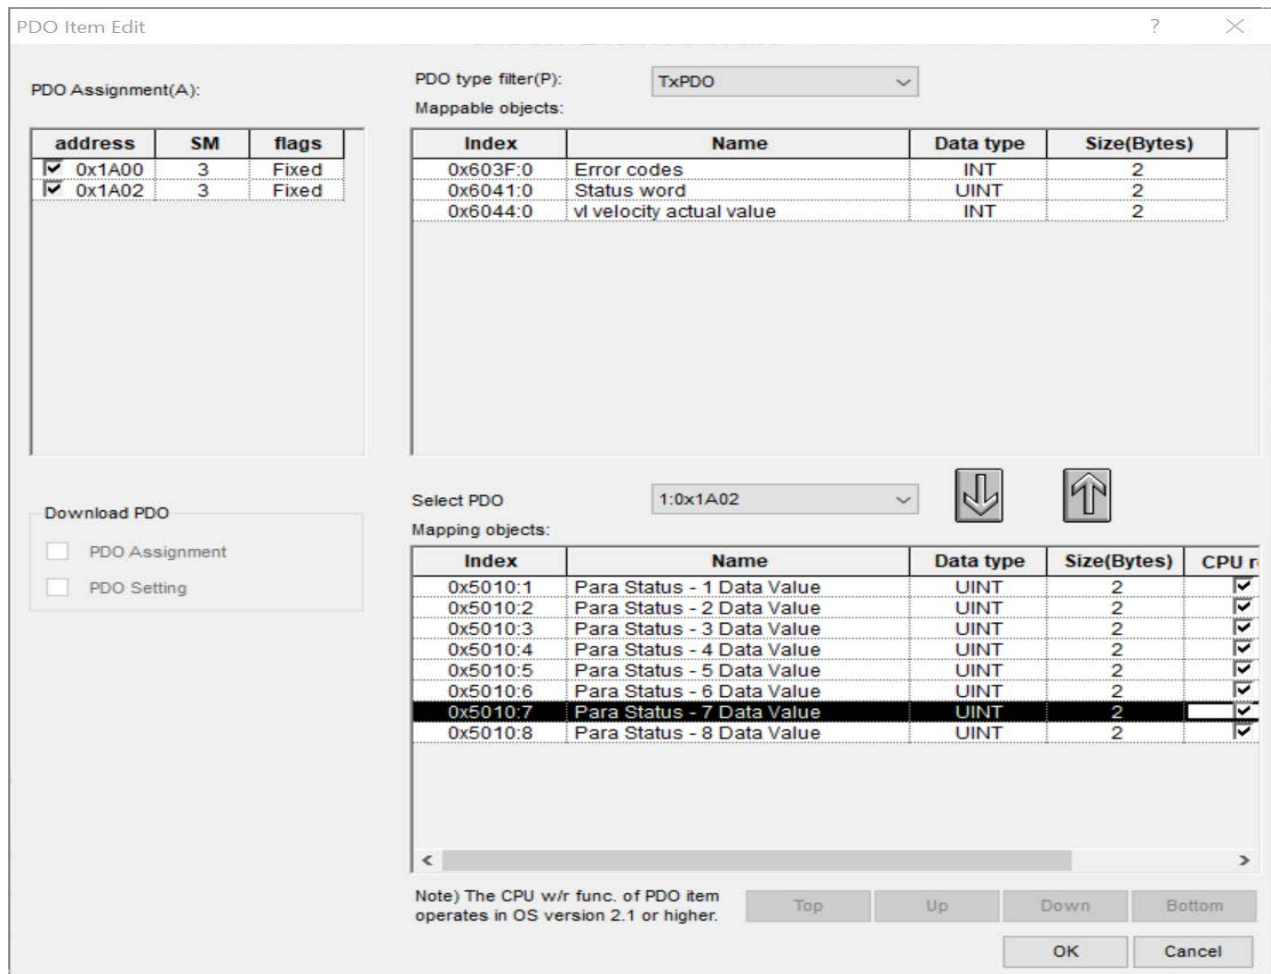 PDO Item Edit
?
PDO Assignment(A):
address SM flags
0x1A00 3 Fixed
0x1A02 3 Fixed
PDO type filter(P): TxPDO
Mappable objects:
Index Name Data type Size(Bytes)
0x603F:0 Error codes INT 2
0x6041:0 Status word UINT 2
0x6044:0 vl velocity actual value INT 2
Download PDO
PDO Assignment
PDO Setting
Select PDO 1:0x1A02
Mapping objects:
Index Name Data type Size(Bytes) CPU r
0x5010:1 Para Status - 1 Data Value UINT 2
0x5010:2 Para Status - 2 Data Value UINT 2
0x5010:3 Para Status - 3 Data Value UINT 2
0x5010:4 Para Status - 4 Data Value UINT 2
0x5010:5 Para Status - 5 Data Value UINT 2
0x5010:6 Para Status - 6 Data Value UINT 2
0x5010:7 Para Status - 7 Data Value UINT 2
0x5010:8 Para Status - 8 Data Value UINT 2
Note) The CPU w/r func. of PDO item
operates in OS version 2.1 or higher.
Top Up Down Bottom
OK Cancel